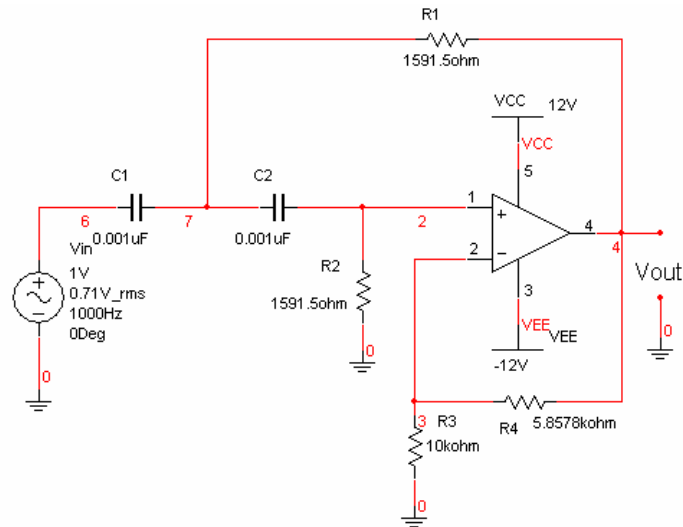 R1
1591.5ohm
VCC 12V
VCC
5
C1
C2
1
4
6
7
2
2
4
0.001uF
0.001uF
Vin
1V
0.71V_rms
1000Hz
0Deg
R2
1591.5ohm
3
VEE VEE
-12V
Vout
0
0
0
3 R3
10kohm
R4
5.8578kohm
0